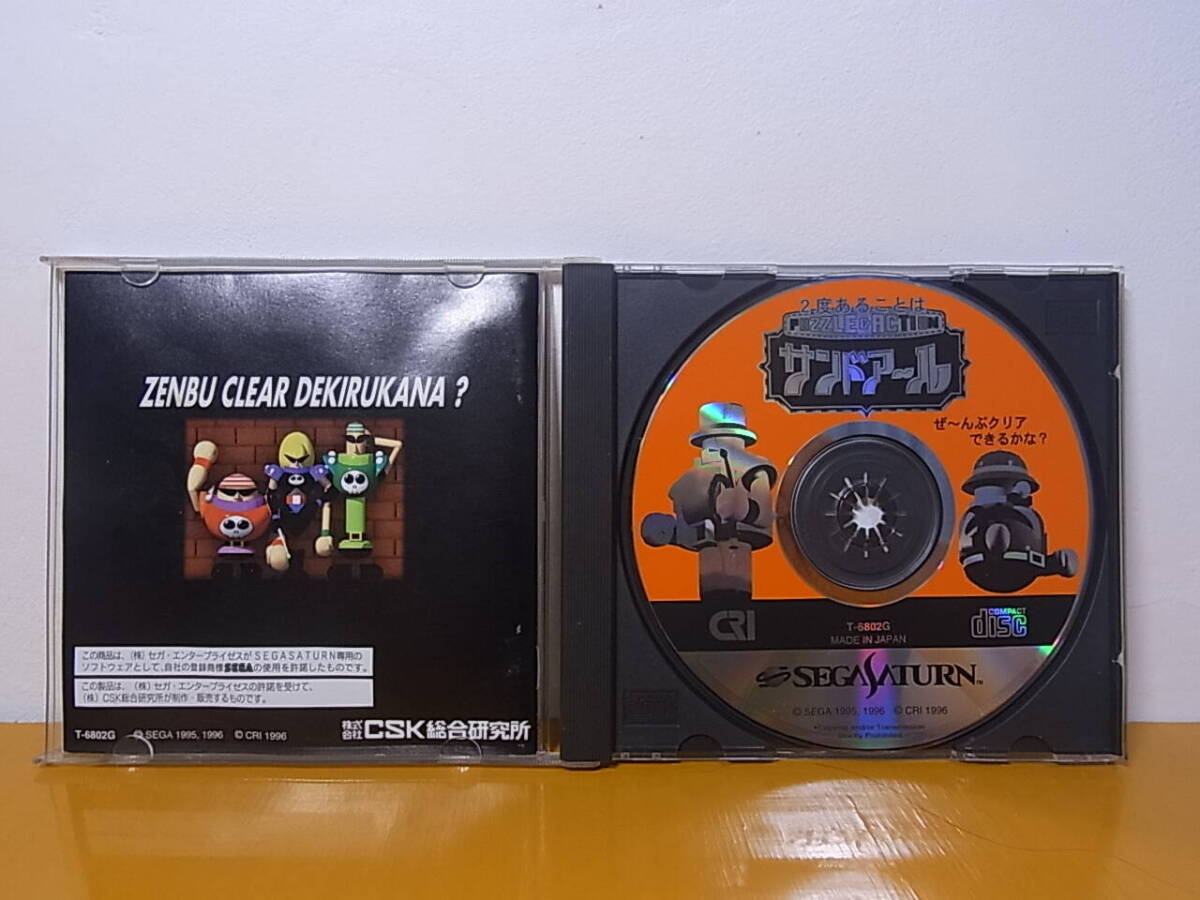 ZENBU CLEAR DEKIRUKANA ?
この商品は、(株)セガ・エンタープライゼスがSEGASATURN専用の
ソフトウェアとして、自社の登録商標SEGAの使用を許諾したものです。
この製品は、(株)セガ・エンタープライゼスの許諾を受けて、
(株)CSK総合研究所が制作・販売するものです。
株式会社 CSK総合研究所
T-6802G © SEGA 1995, 1996 © CRI 1996
2度あることは
PUZZLE&ACTION
サンドアール
ぜ〜んぶクリア
できるかな?
CRI
T-6802G
MADE IN JAPAN
COMPACT
disc
SEGA SATURN™
© SEGA 1995, 1996 © CRI 1996